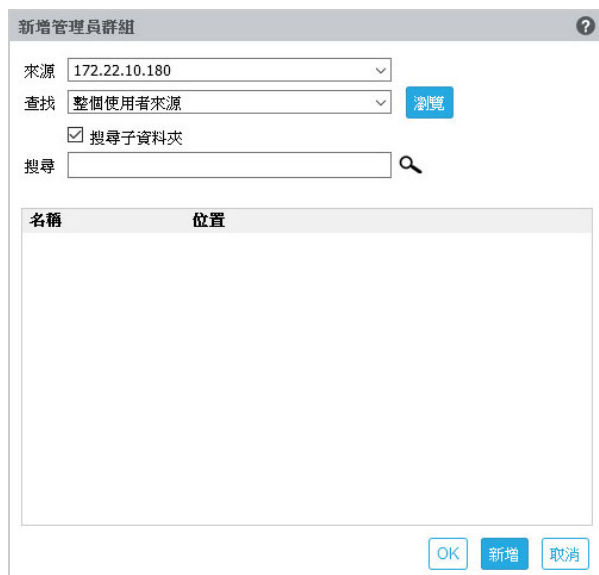 新增管理員群組 ?
來源 172.22.10.180
查找 整個使用者來源 瀏覽
搜尋子資料夾
搜尋
名稱 位置
OK 新增 取消